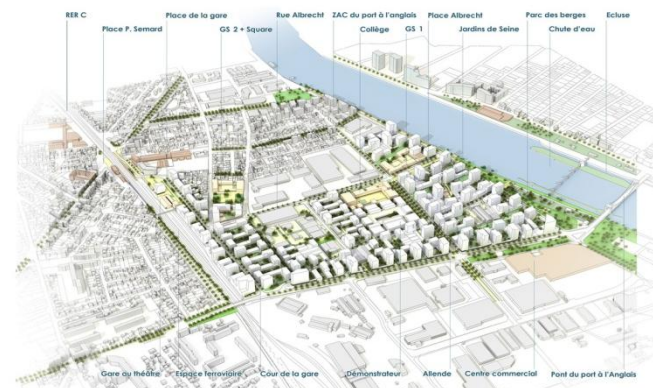 RER C
Place P. Semard
Place de la gare
GS 2 + Square
Rue Albrecht
ZAC du port à l'anglais
Collège
GS 1
Place Albrecht
Jardins de Seine
Parc des berges
Chute d'eau
Ecluse
Gare au théâtre
Espace ferroviaire
Cour de la gare
Démonstrateur
Allende
Centre commercial
Pont du port à l'Anglais